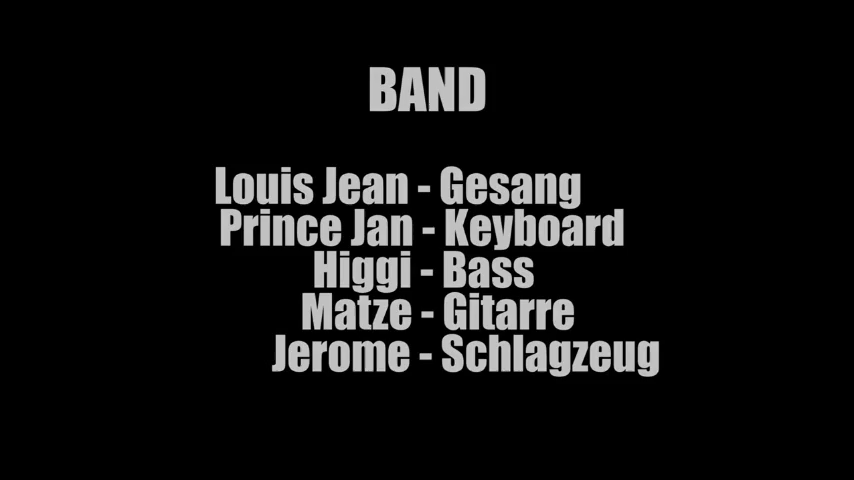 BAND
Louis Jean - Gesang
Prince Jan - Keyboard
Higgi - Bass
Matze - Gitarre
Jerome - Schlagzeug